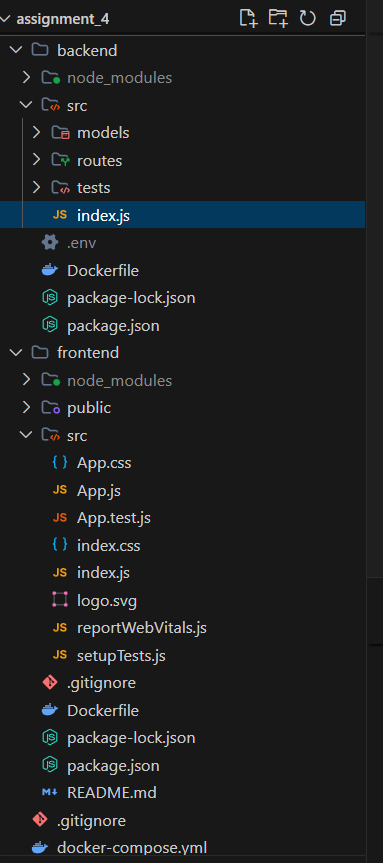 assignment_4
backend
node_modules
src
models
routes
tests
JS index.js
.env
Dockerfile
package-lock.json
package.json
frontend
node_modules
public
src
{ } App.css
JS App.js
JS App.test.js
{ } index.css
JS index.js
logo.svg
JS reportWebVitals.js
JS setupTests.js
.gitignore
Dockerfile
package-lock.json
package.json
M↓ README.md
.gitignore
docker-compose.yml